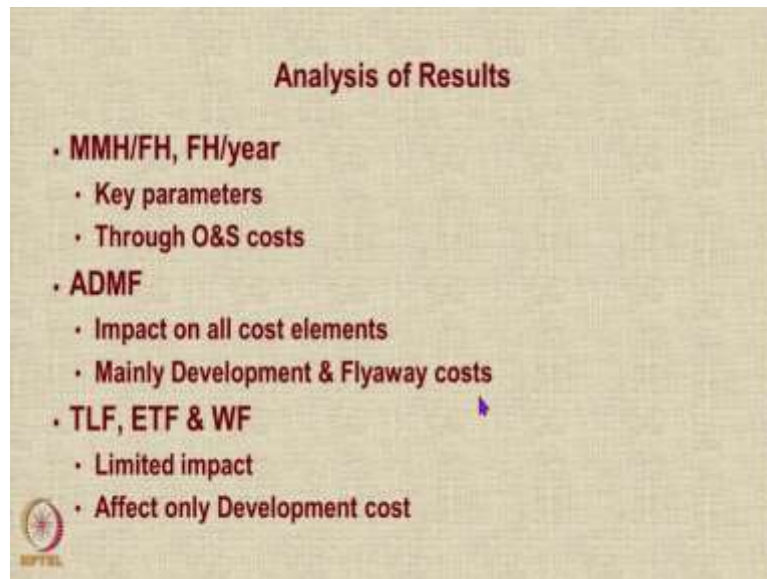 Analysis of Results
· MMH/FH, FH/year
· Key parameters
· Through O&S costs
· ADMF
· Impact on all cost elements
· Mainly Development & Flyaway costs
· TLF, ETF & WF
· Limited impact
· Affect only Development cost
NPTEL